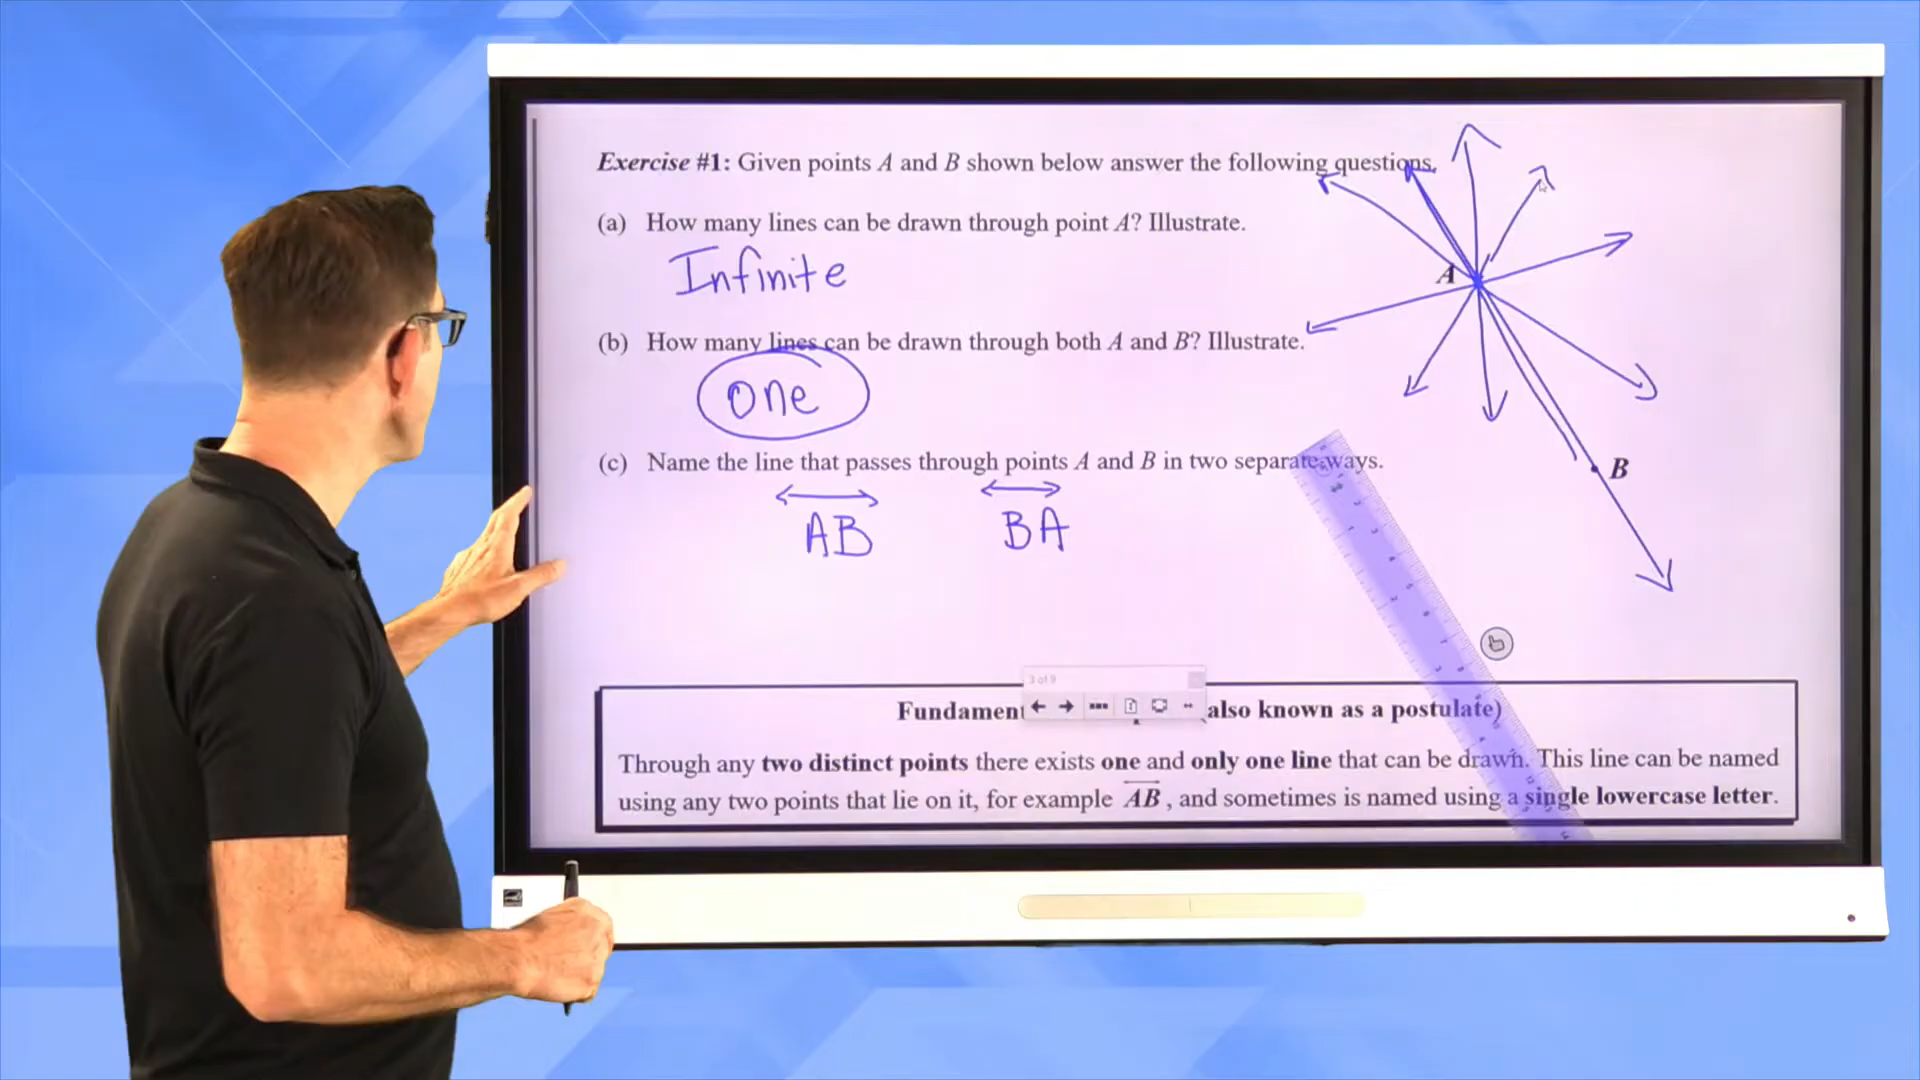 Exercise #1: Given points A and B shown below answer the following questions.
(a) How many lines can be drawn through point A? Illustrate.
Infinite
A
(b) How many lines can be drawn through both A and B? Illustrate.
one
(c) Name the line that passes through points A and B in two separate ways.
B
AB BA
3 of 9
(also known as a postulate)
Through any two distinct points there exists one and only one line that can be drawn. This line can be named
using any two points that lie on it, for example AB, and sometimes is named using a single lowercase letter.